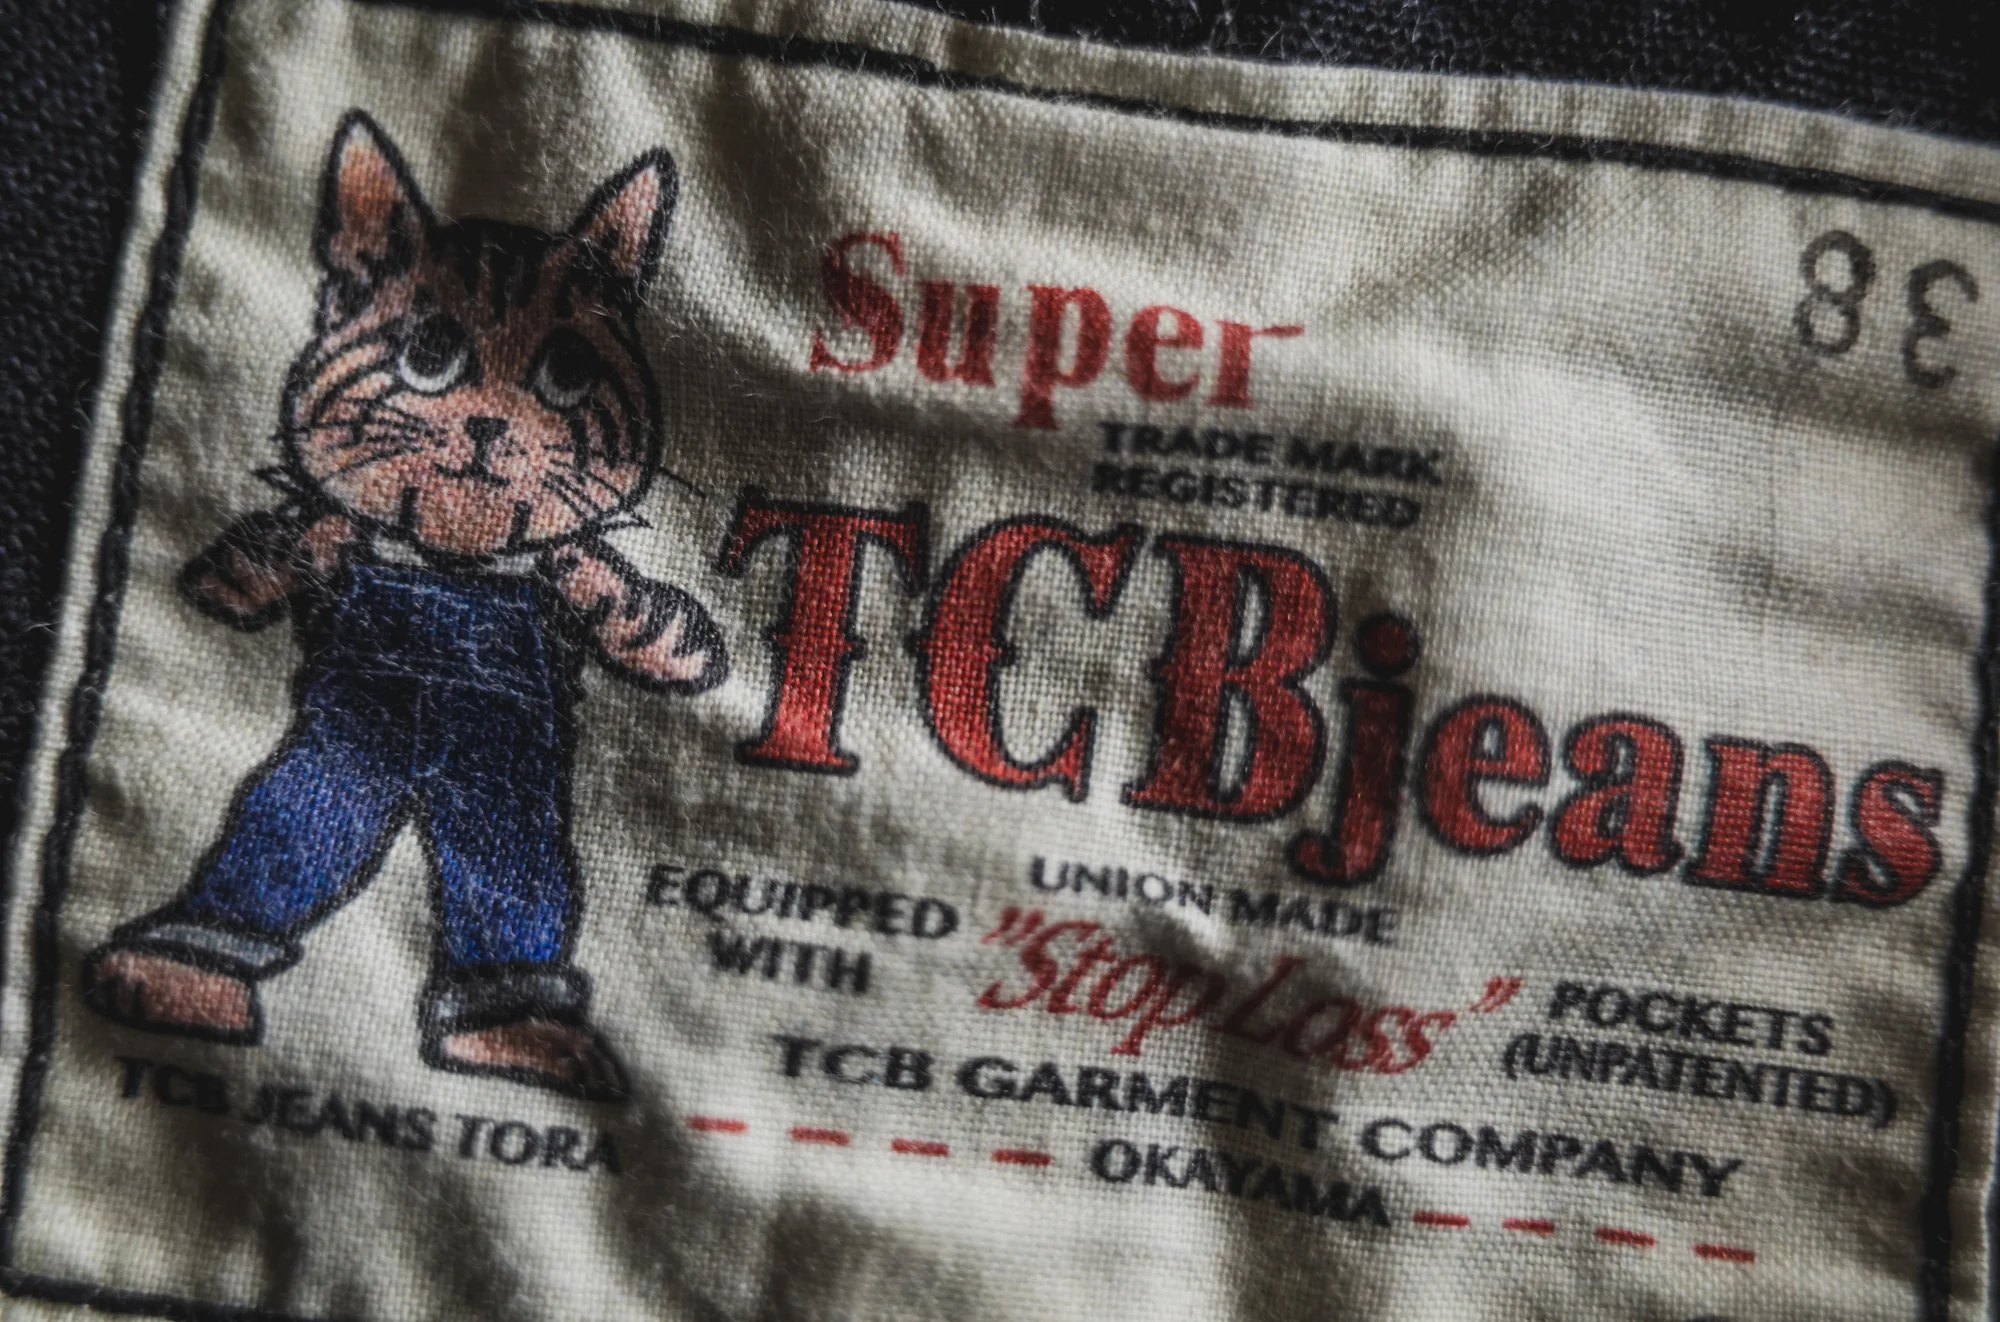 Super
38
TRADE MARK
REGISTERED
TCBjeans
UNION MADE
EQUIPPED
WITH
"Stop Loss"
POCKETS
(UNPATENTED)
TCB GARMENT COMPANY
OKAYAMA
TCB JEANS TORA